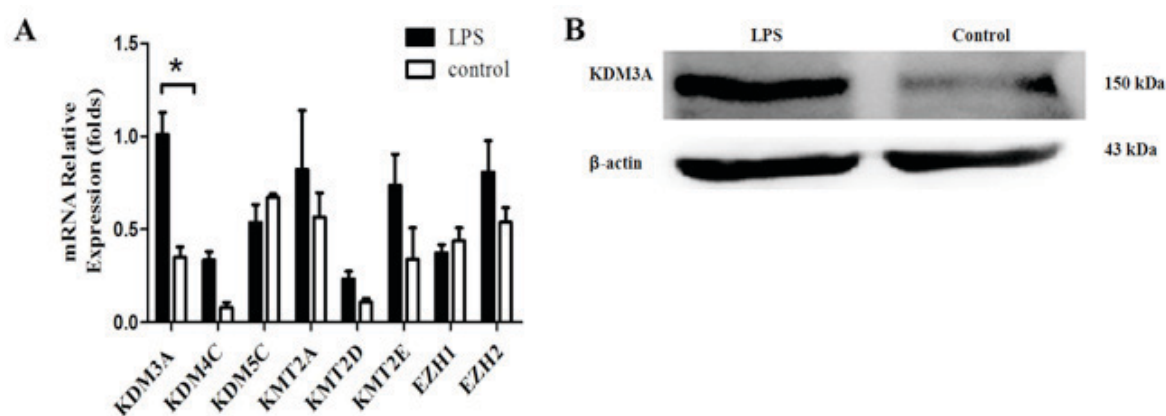 A
mRNA Relative
Expression (folds)
1.5
1.0
0.5
0.0
*
LPS
control
KDM3A
KDM4C
KDM5C
KMT2A
KMT2D
KMT2E
EZH1
EZH2
B
LPS Control
KDM3A 150 kDa
β-actin 43 kDa